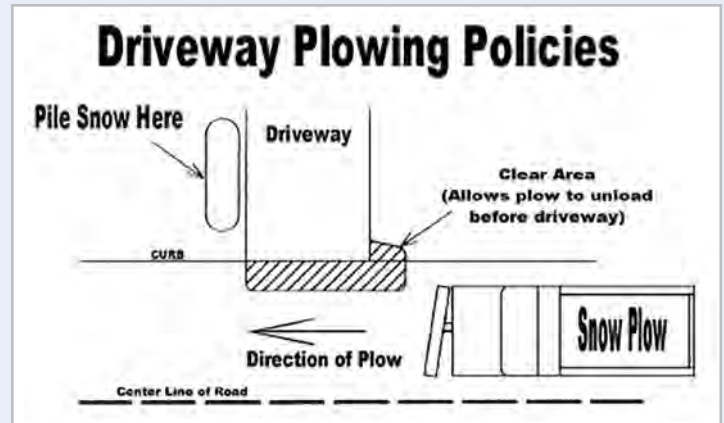 Driveway Plowing Policies
Pile Snow Here
Driveway
Clear Area
(Allows plow to unload
before driveway)
CURB
Snow Plow
Direction of Plow
Center Line of Road